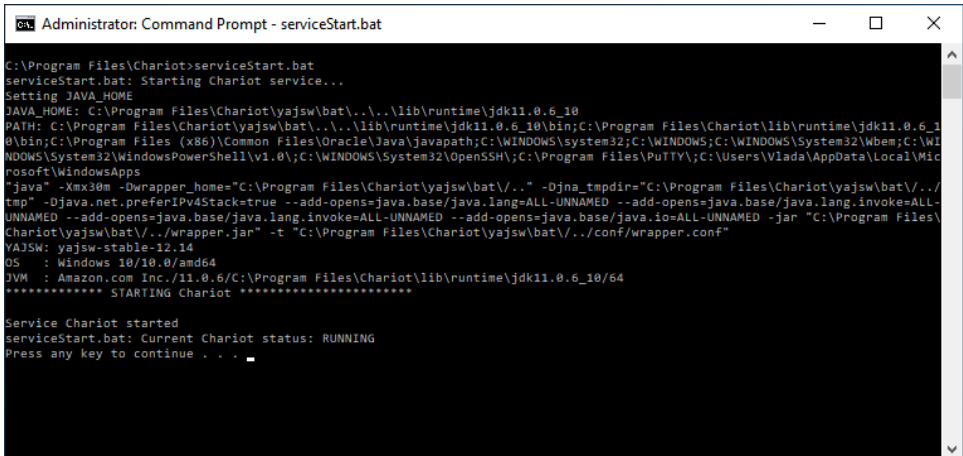 Administrator: Command Prompt - serviceStart.bat
C:\Program Files\Chariot>serviceStart.bat
serviceStart.bat: Starting Chariot service...
Setting JAVA_HOME
JAVA_HOME: C:\Program Files\Chariot\yajsw\bat\..\..\lib\runtime\jdk11.0.6_10
PATH: C:\Program Files\Chariot\yajsw\bat\..\..\lib\runtime\jdk11.0.6_10\bin;C:\Program Files\Chariot\lib\runtime\jdk11.0.6_1
0\bin;C:\Program Files (x86)\Common Files\Oracle\Java\javapath;C:\WINDOWS\system32;C:\WINDOWS;C:\WINDOWS\System32\Wbem;C:\WI
NDOWS\System32\WindowsPowerShell\v1.0\;C:\WINDOWS\System32\OpenSSH\;C:\Program Files\PuTTY\;C:\Users\Vlada\AppData\Local\Mic
rosoft\WindowsApps
"java" -Xmx30m -Dwrapper_home="C:\Program Files\Chariot\yajsw\bat\/.." -Djna_tmpdir="C:\Program Files\Chariot\yajsw\bat\/../
tmp" -Djava.net.preferIPv4Stack=true --add-opens=java.base/java.lang=ALL-UNNAMED --add-opens=java.base/java.lang.invoke=ALL-
UNNAMED --add-opens=java.base/java.lang.invoke=ALL-UNNAMED --add-opens=java.base/java.io=ALL-UNNAMED -jar "C:\Program Files\
Chariot\yajsw\bat\/../wrapper.jar" -t "C:\Program Files\Chariot\yajsw\bat\/../conf/wrapper.conf"
YAJSW: yajsw-stable-12.14
OS   : Windows 10/10.0/amd64
JVM  : Amazon.com Inc./11.0.6/C:\Program Files\Chariot\lib\runtime\jdk11.0.6_10/64
************* STARTING Chariot ***********************
Service Chariot started
serviceStart.bat: Current Chariot status: RUNNING
Press any key to continue . . .